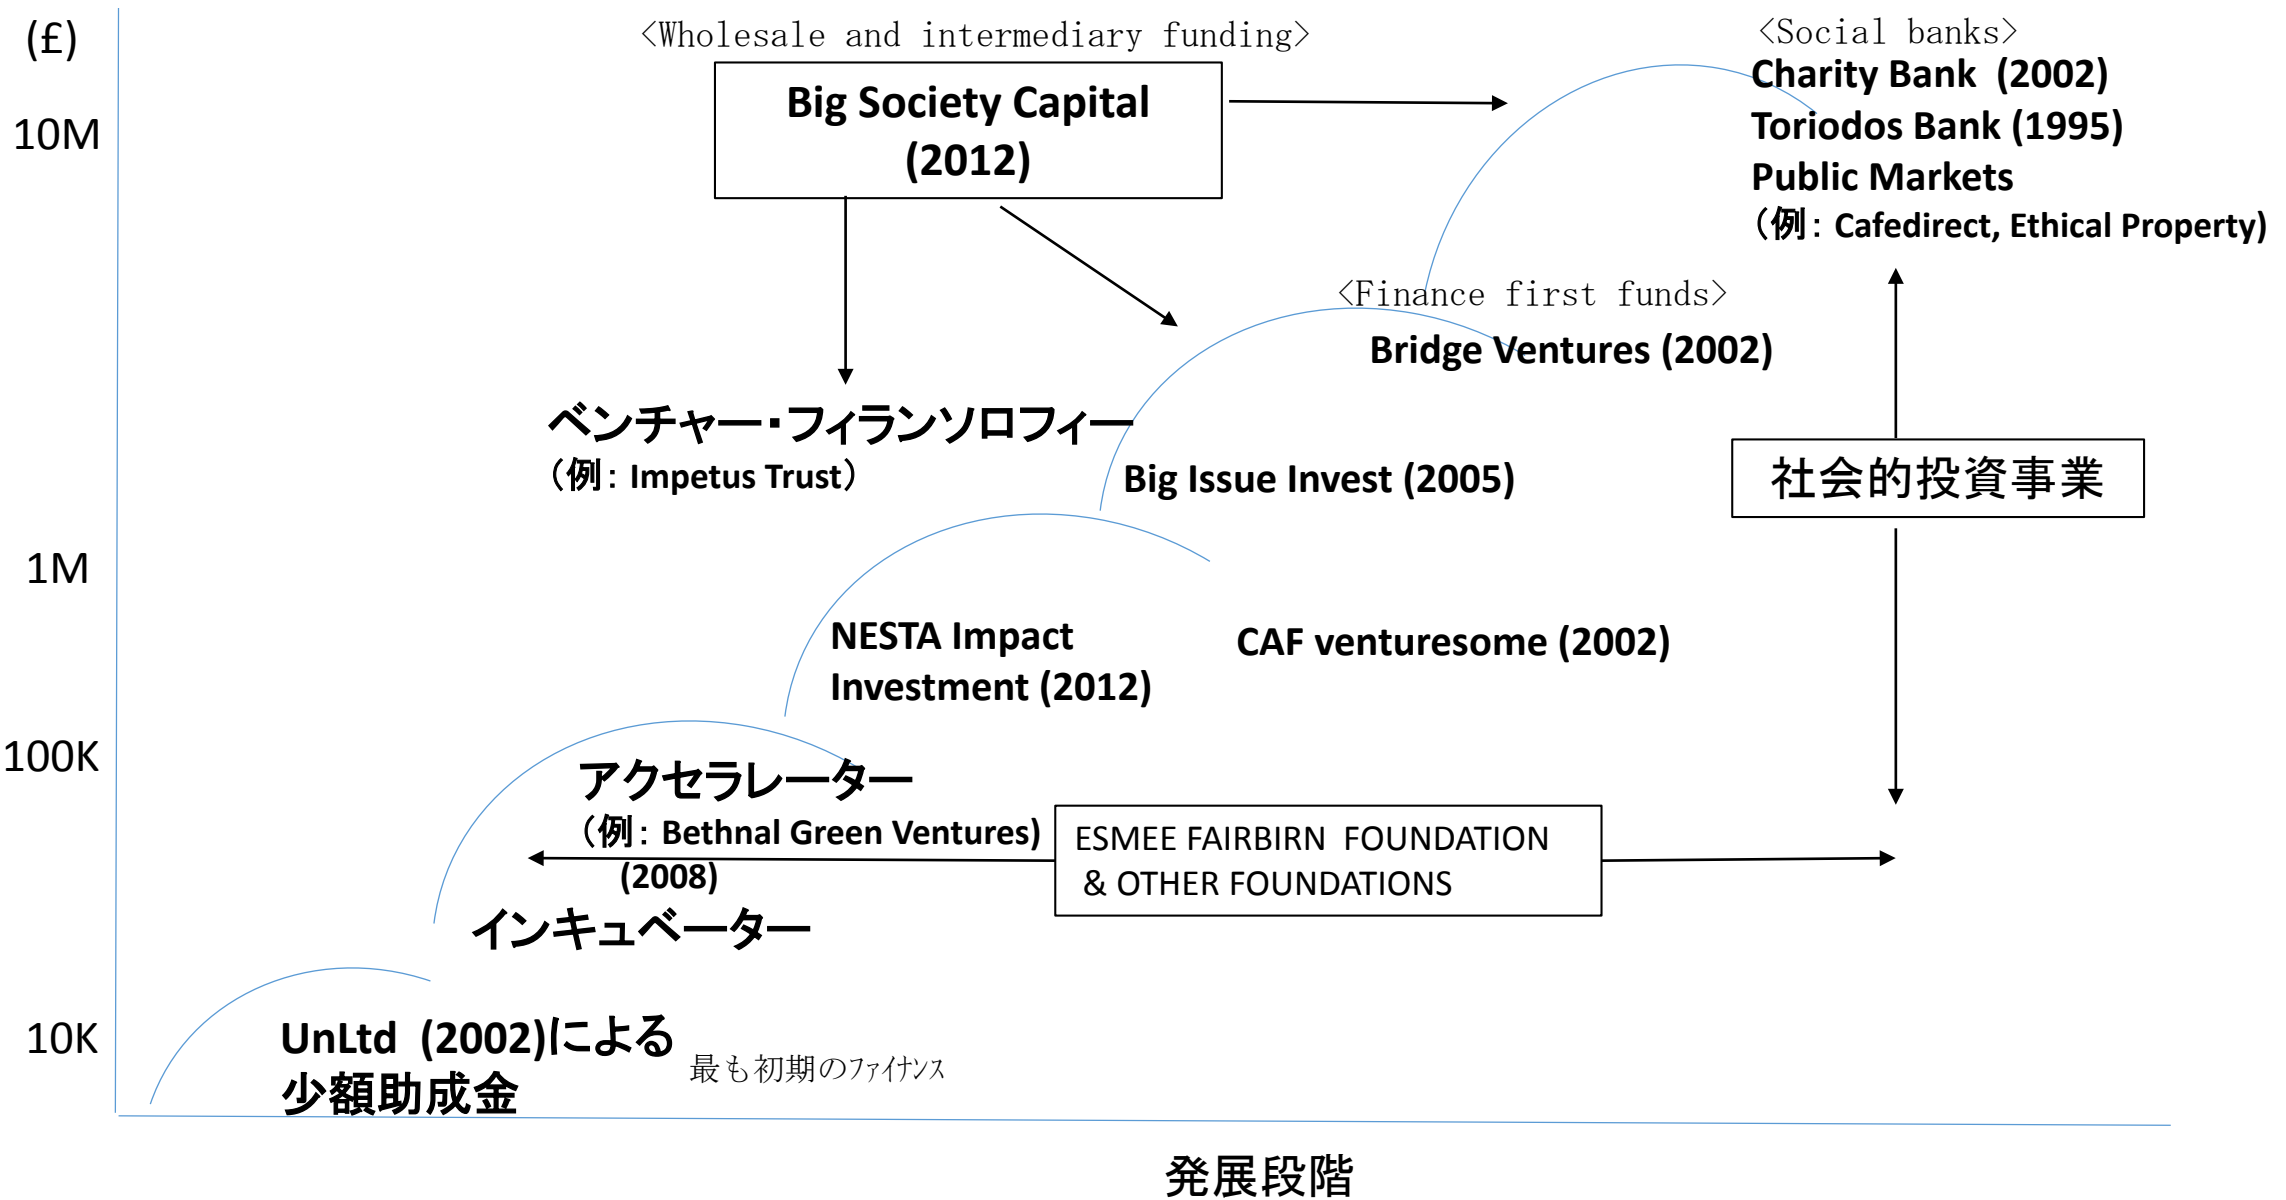 (£)
10M
1M
100K
10K
<Wholesale and intermediary funding>
Big Society Capital
(2012)
<Social banks>
Charity Bank (2002)
Toriodos Bank (1995)
Public Markets
（例：Cafedirect, Ethical Property)
<Finance first funds>
Bridge Ventures (2002)
ベンチャー・フィランソロフィー
（例：Impetus Trust）
Big Issue Invest (2005)
社会的投資事業
NESTA Impact
Investment (2012)
CAF venturesome (2002)
アクセラレーター
（例：Bethnal Green Ventures)
(2008)
ESMEE FAIRBIRN FOUNDATION
& OTHER FOUNDATIONS
インキュベーター
UnLtd (2002)による
少額助成金
最も初期のﾌｧｲﾅﾝｽ
発展段階